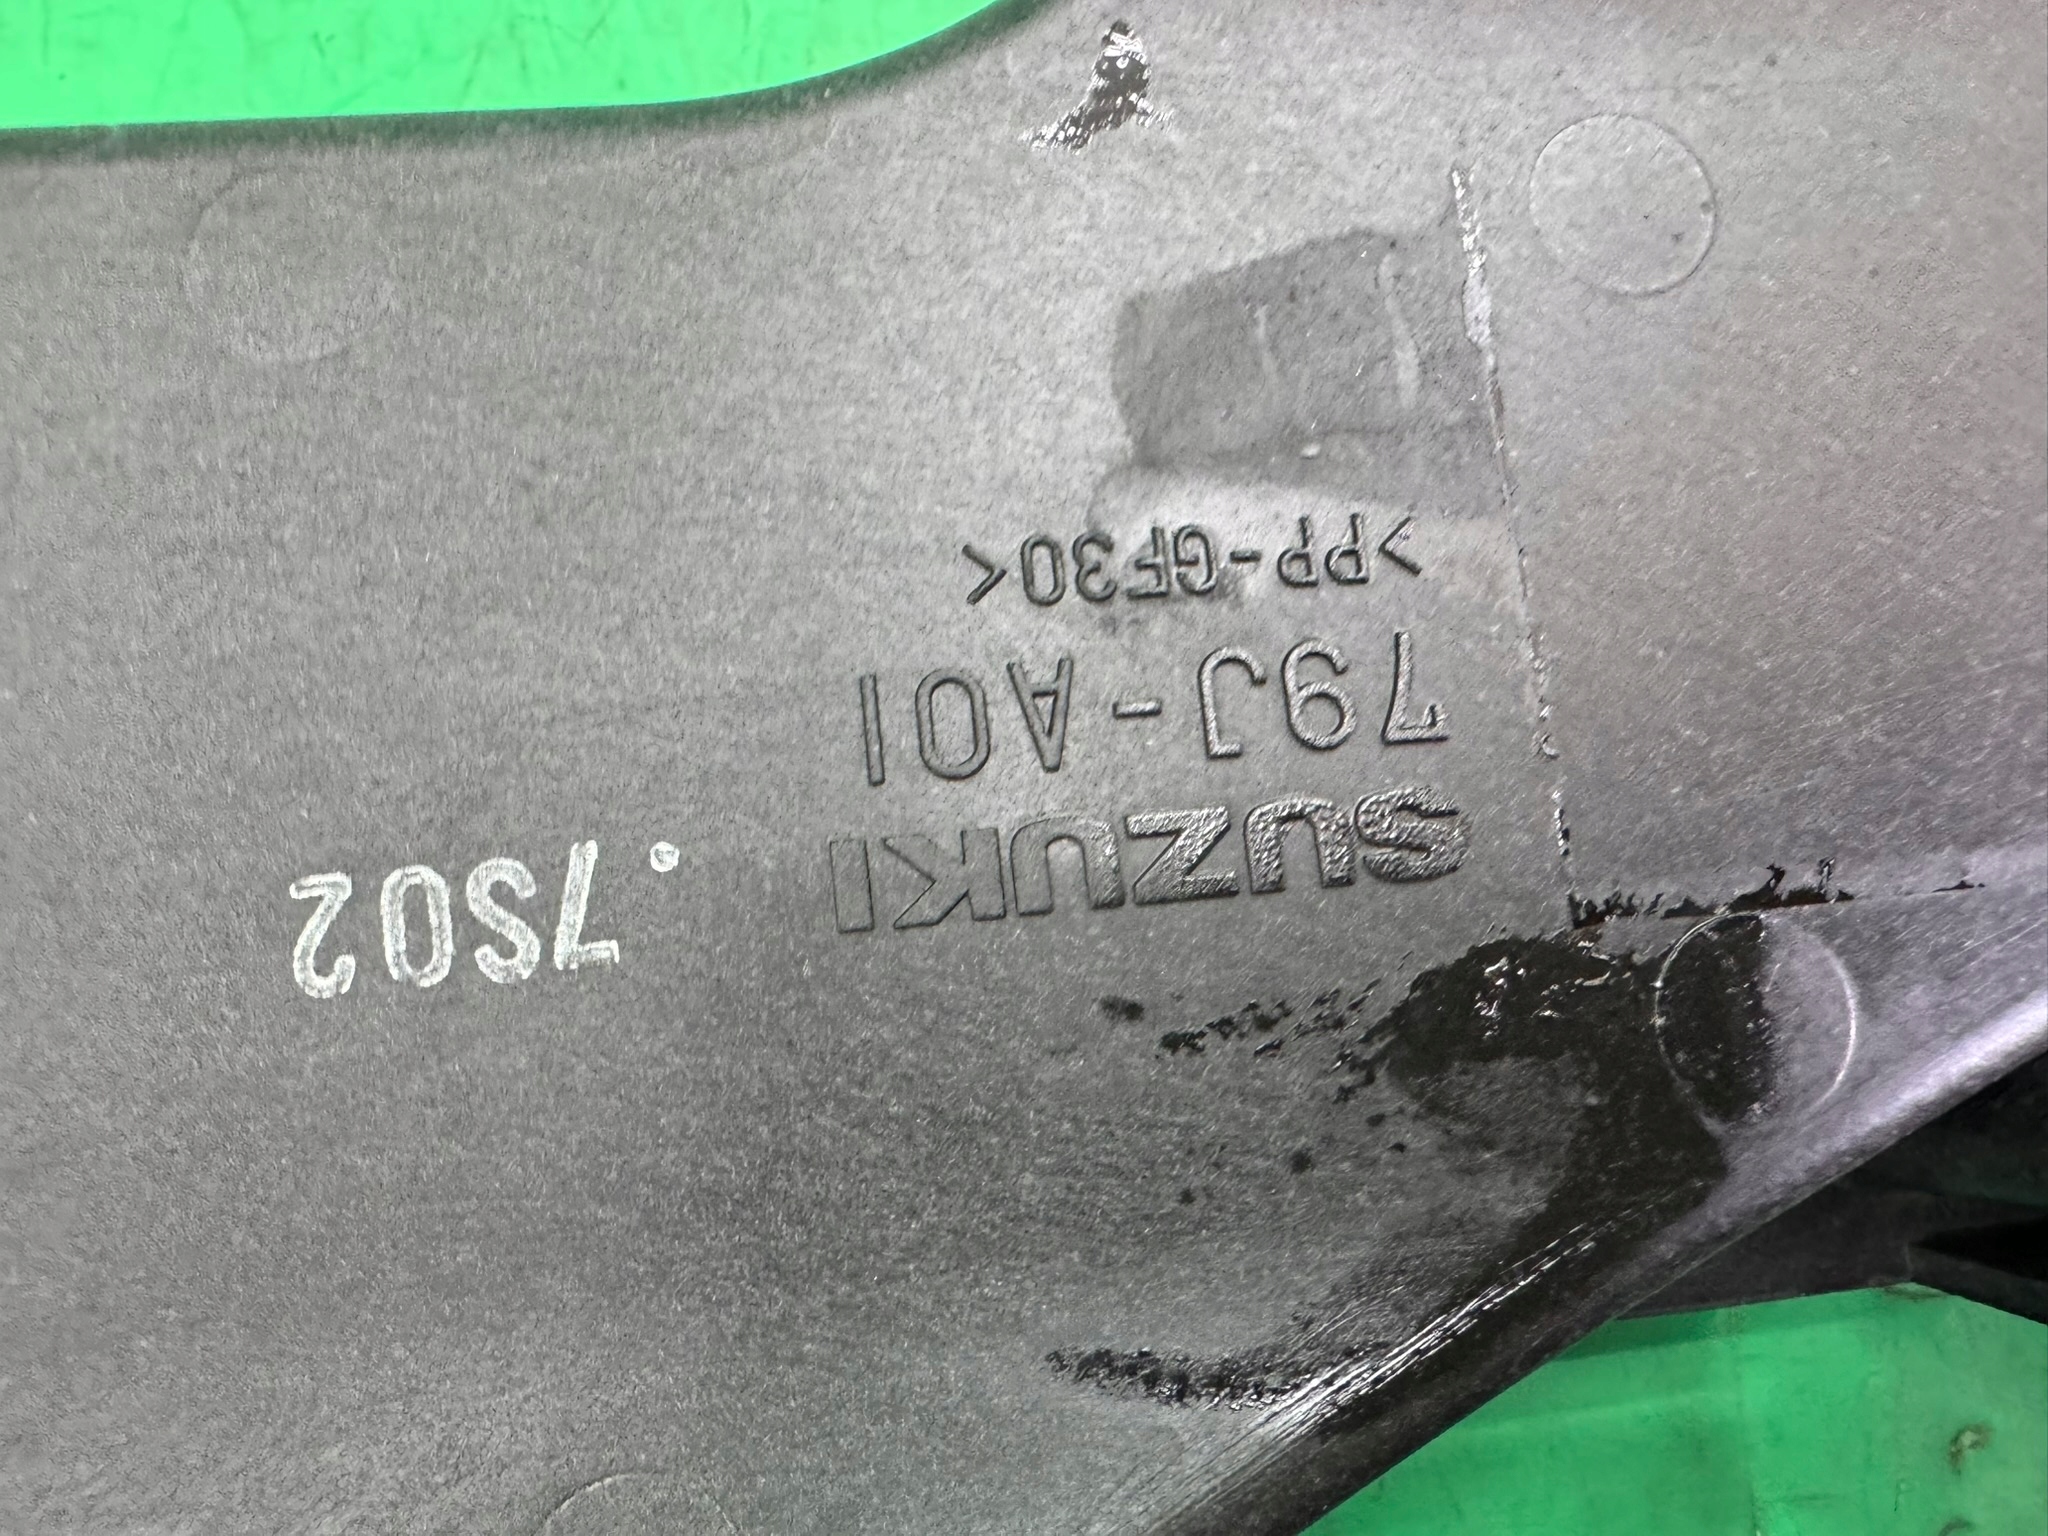 SUZUKI
79J-A01
>PP-GF30<
.7S02